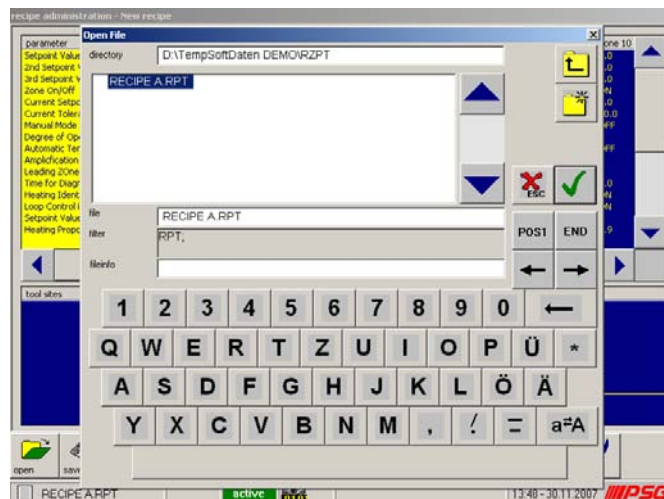 recipe administration - New recipe
Open File
parameter
one 10
directory
D:\TempSoftDaten DEMO\RZPT
Setpoint Value
2nd Setpoint
3rd Setpoint
Zone On/Off
Current Setpo
Current Toler
Manual Mode
Degree of Op
Automatic Ter
Amplification
Leading ZOne
Time for Diagr
Heating Ident
Loop Control i
Setpoint Value
Heating Propo
RECIPE A.RPT
ESC
file
RECIPE A.RPT
filter
RPT;
POS1
END
fileinfo
tool sites
1 2 3 4 5 6 7 8 9 0
Q W E R T Z U I O P Ü *
A S D F G H J K L Ö Ä
Y X C V B N M , / = a⇄A
open
save
RECIPE A.RPT
active
13:48 - 30.11.2007
PSG